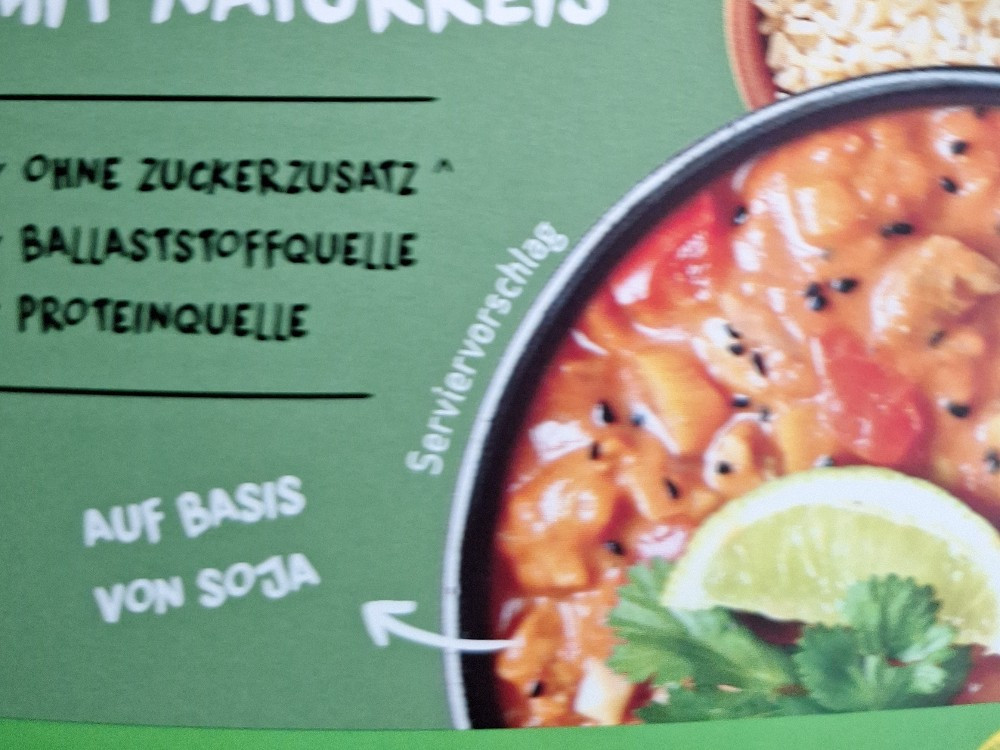 MIT NATURREIS
OHNE ZUCKERZUSATZ ^
BALLASTSTOFFQUELLE
PROTEINQUELLE
Serviervorschlag
AUF BASIS
VON SOJA